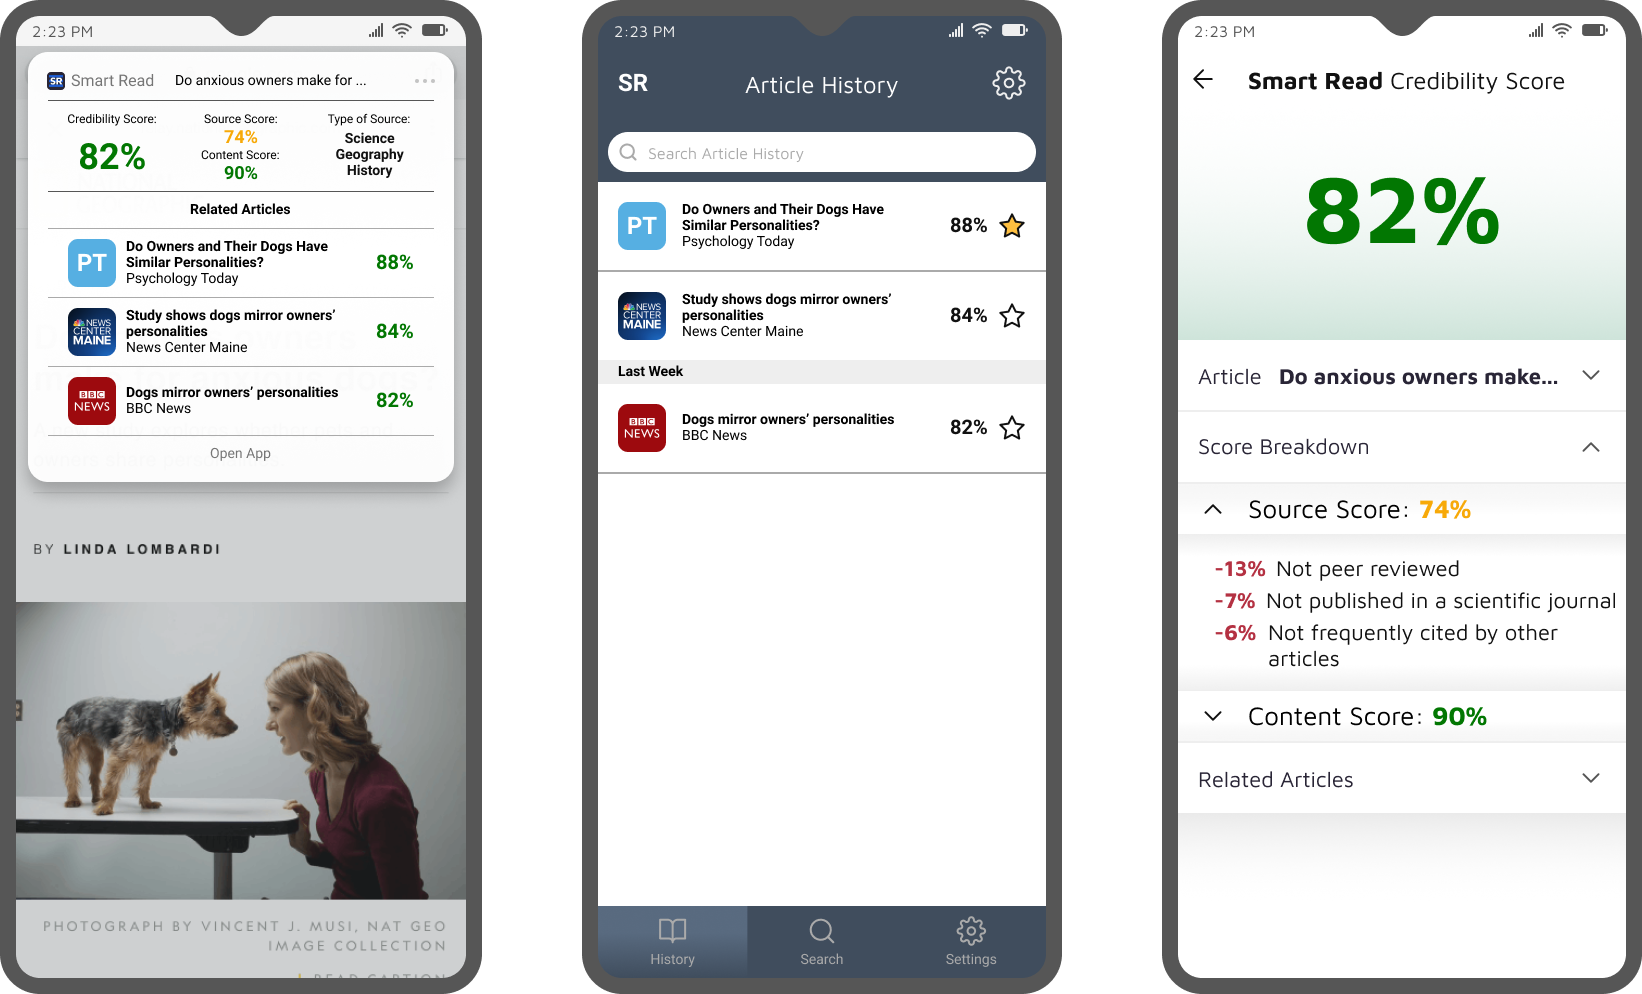 2:23 PM
SR Smart Read Do anxious owners make for ...
Credibility Score:
82%
Source Score:
74%
Content Score:
90%
Type of Source:
Science
Geography
History
Related Articles
PT
Do Owners and Their Dogs Have
Similar Personalities?
Psychology Today
88%
NEWS
CENTER
MAINE
Study shows dogs mirror owners’
personalities
News Center Maine
84%
BBC
NEWS
Dogs mirror owners’ personalities
BBC News
82%
Open App
BY LINDA LOMBARDI
PHOTOGRAPH BY VINCENT J. MUSI, NAT GEO
IMAGE COLLECTION
READ CAPTION
2:23 PM
SR Article History
Search Article History
PT
Do Owners and Their Dogs Have
Similar Personalities?
Psychology Today
88%
NEWS
CENTER
MAINE
Study shows dogs mirror owners’
personalities
News Center Maine
84%
Last Week
BBC
NEWS
Dogs mirror owners’ personalities
BBC News
82%
History Search Settings
2:23 PM
Smart Read Credibility Score
82%
Article Do anxious owners make...
Score Breakdown
Source Score: 74%
-13% Not peer reviewed
-7% Not published in a scientific journal
-6% Not frequently cited by other
articles
Content Score: 90%
Related Articles